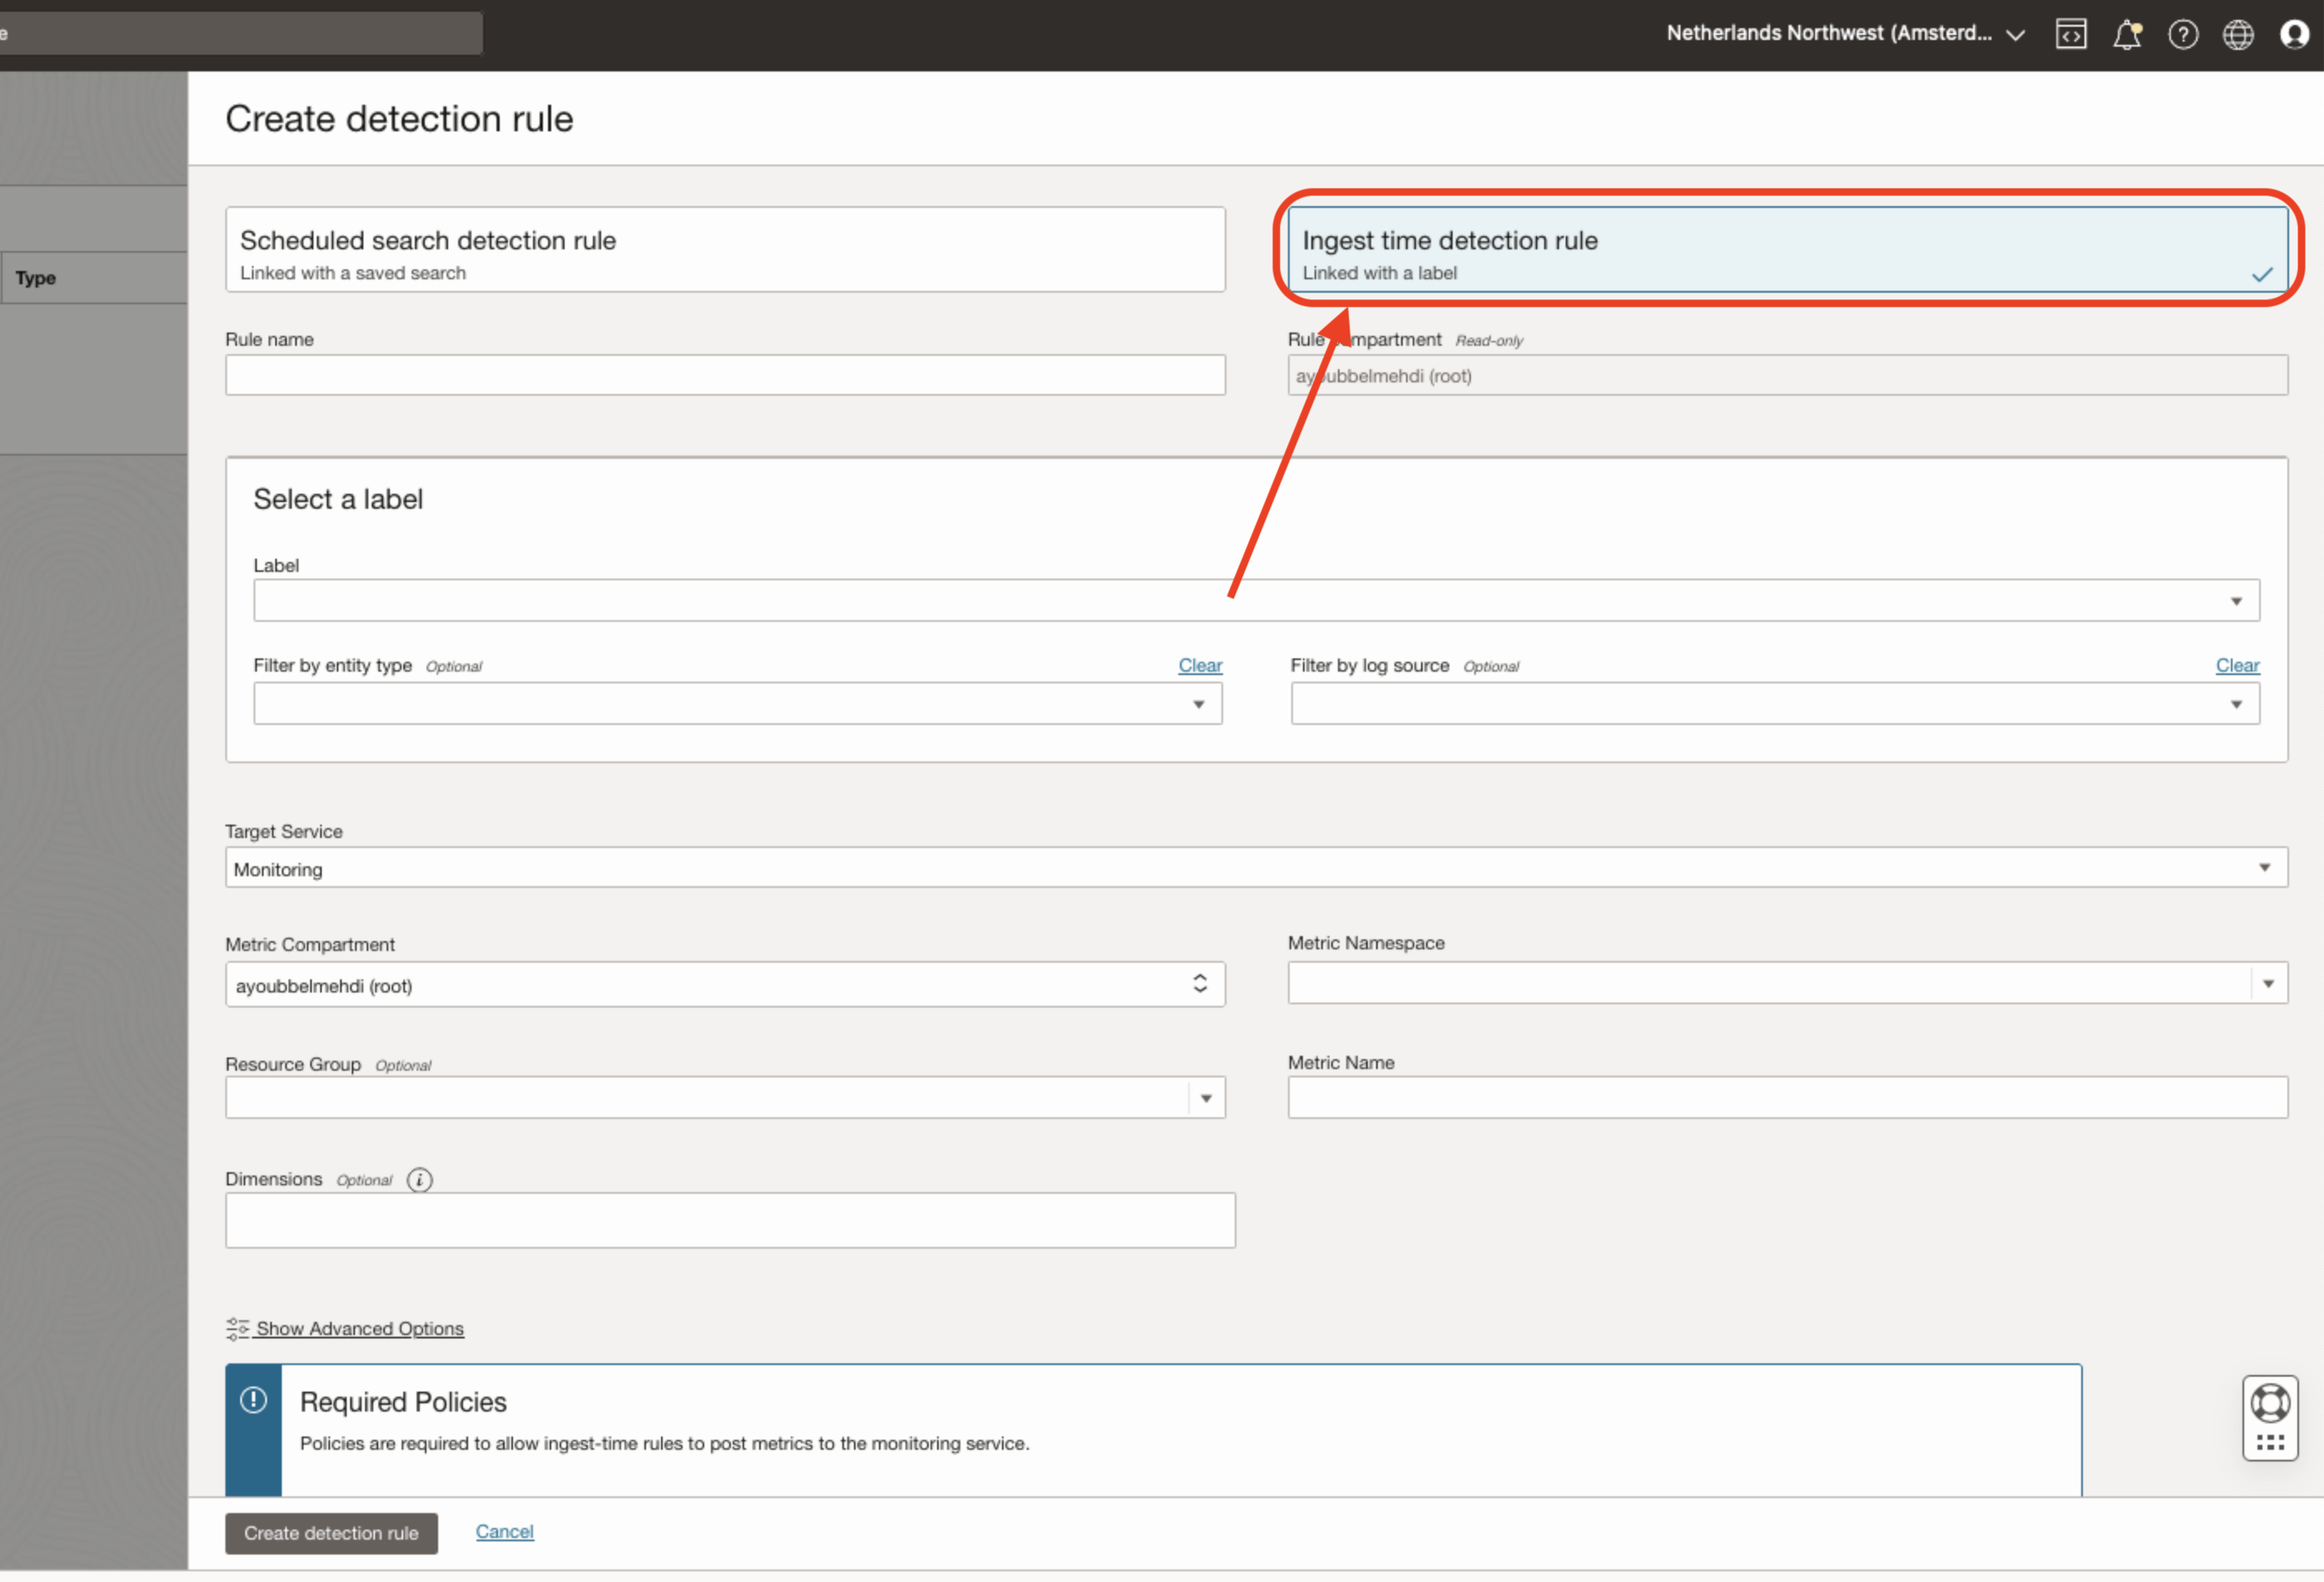 e
Netherlands Northwest (Amsterd...
Create detection rule
Type
Scheduled search detection rule
Linked with a saved search
Ingest time detection rule
Linked with a label
Rule name
Rule mpartment Read-only
ay ubbelmehdi (root)
Select a label
Label
Filter by entity type Optional Clear
Filter by log source Optional Clear
Target Service
Monitoring
Metric Compartment
ayoubbelmehdi (root)
Metric Namespace
Resource Group Optional
Metric Name
Dimensions Optional i
Show Advanced Options
Required Policies
Policies are required to allow ingest-time rules to post metrics to the monitoring service.
Create detection rule Cancel